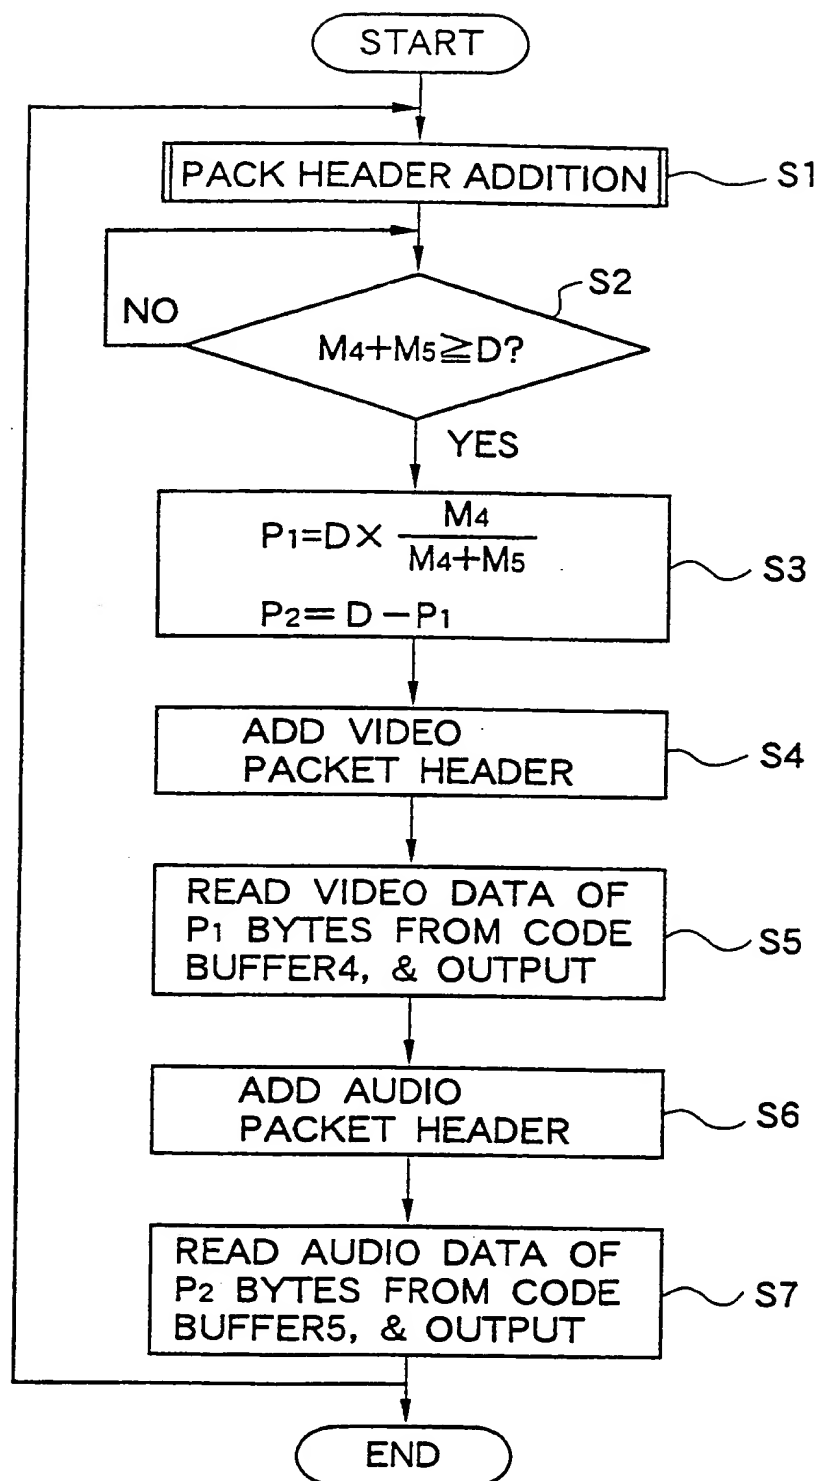 START
PACK HEADER ADDITION
S1
S2
NO
M4+M5≧D?
YES
P1=D× M4
M4+M5
P2= D −P1
S3
ADD VIDEO
PACKET HEADER
S4
READ VIDEO DATA OF
P1 BYTES FROM CODE
BUFFER4, & OUTPUT
S5
ADD AUDIO
PACKET HEADER
S6
READ AUDIO DATA OF
P2 BYTES FROM CODE
BUFFER5, & OUTPUT
S7
END